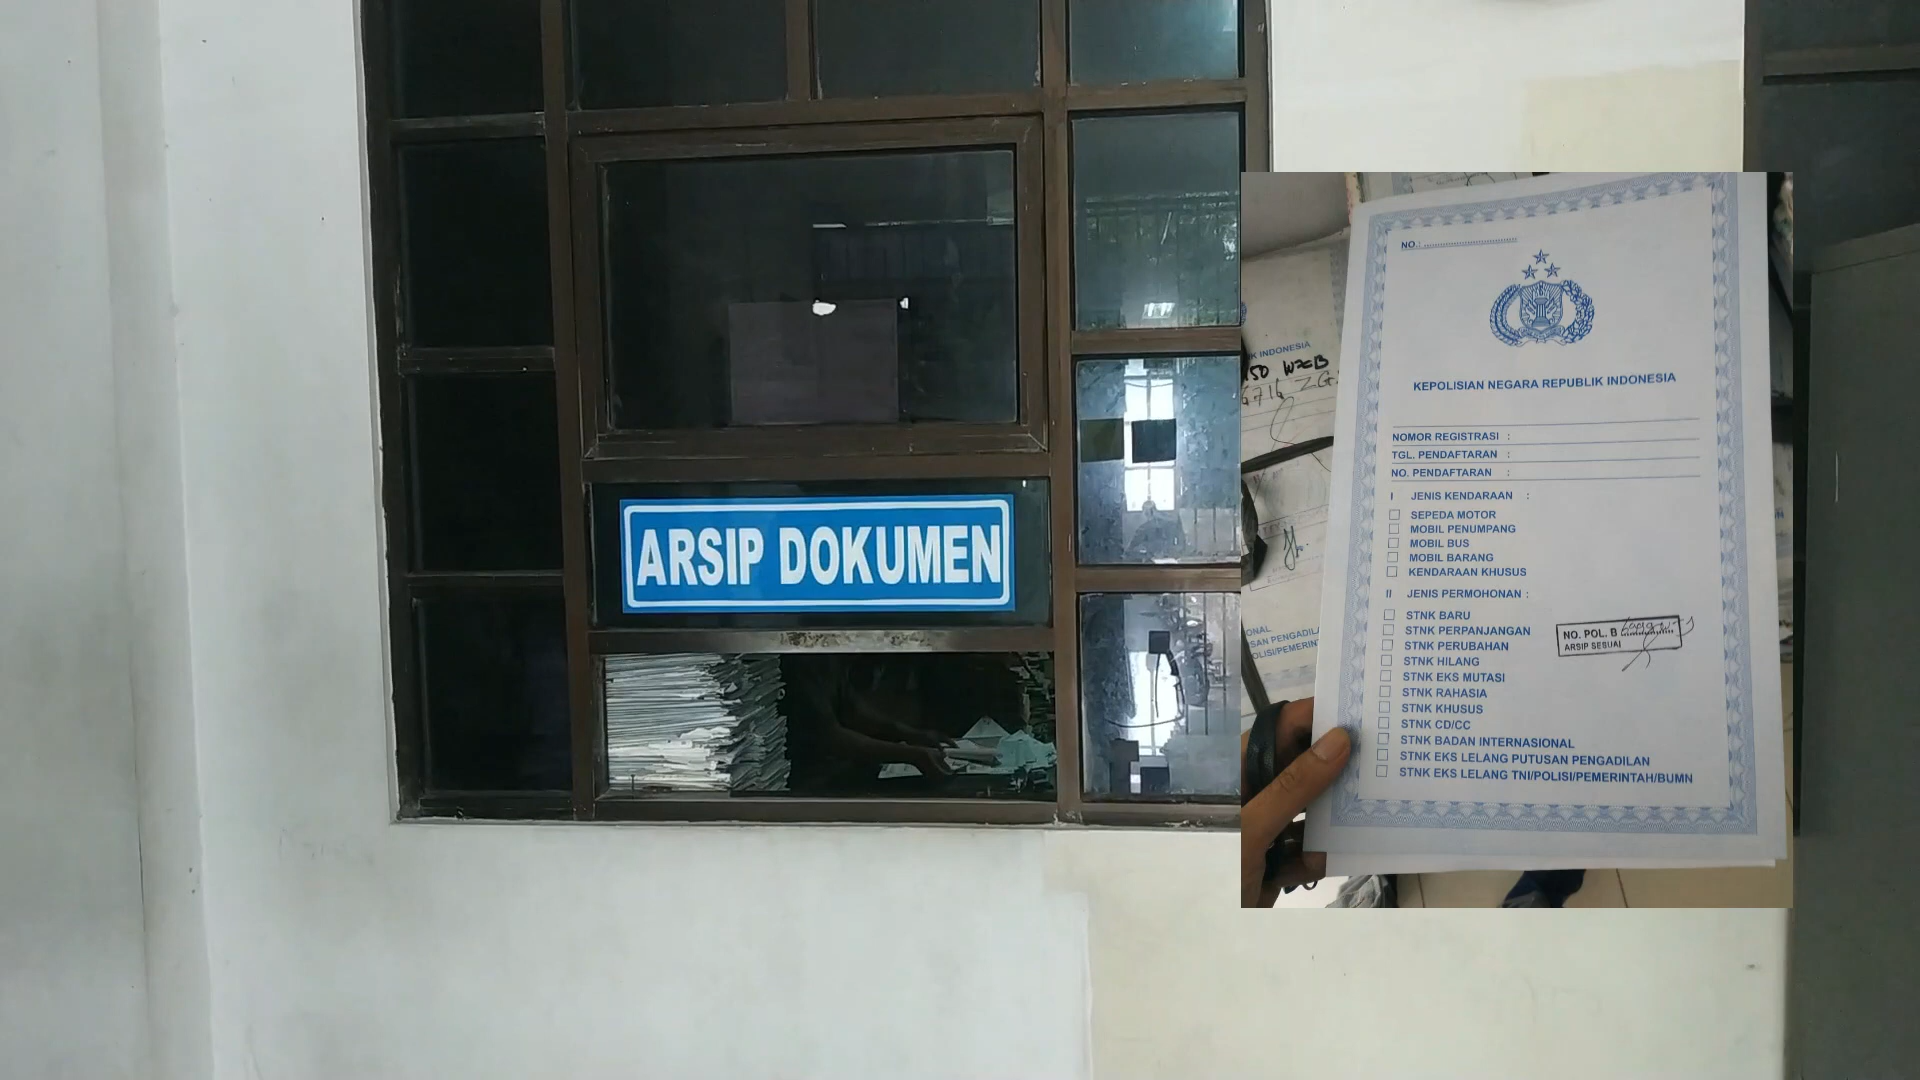 ARSIP DOKUMEN
NO.:
KEPOLISIAN NEGARA REPUBLIK INDONESIA
NOMOR REGISTRASI :
TGL. PENDAFTARAN :
NO. PENDAFTARAN :
I JENIS KENDARAAN :
SEPEDA MOTOR
MOBIL PENUMPANG
MOBIL BUS
MOBIL BARANG
KENDARAAN KHUSUS
II JENIS PERMOHONAN :
STNK BARU
STNK PERPANJANGAN
STNK PERUBAHAN
STNK HILANG
STNK EKS MUTASI
STNK RAHASIA
STNK KHUSUS
STNK CD/CC
STNK BADAN INTERNASIONAL
STNK EKS LELANG PUTUSAN PENGADILAN
STNK EKS LELANG TNI/POLISI/PEMERINTAH/BUMN
NO. POL. B
ARSIP SESUAI
INDONESIA